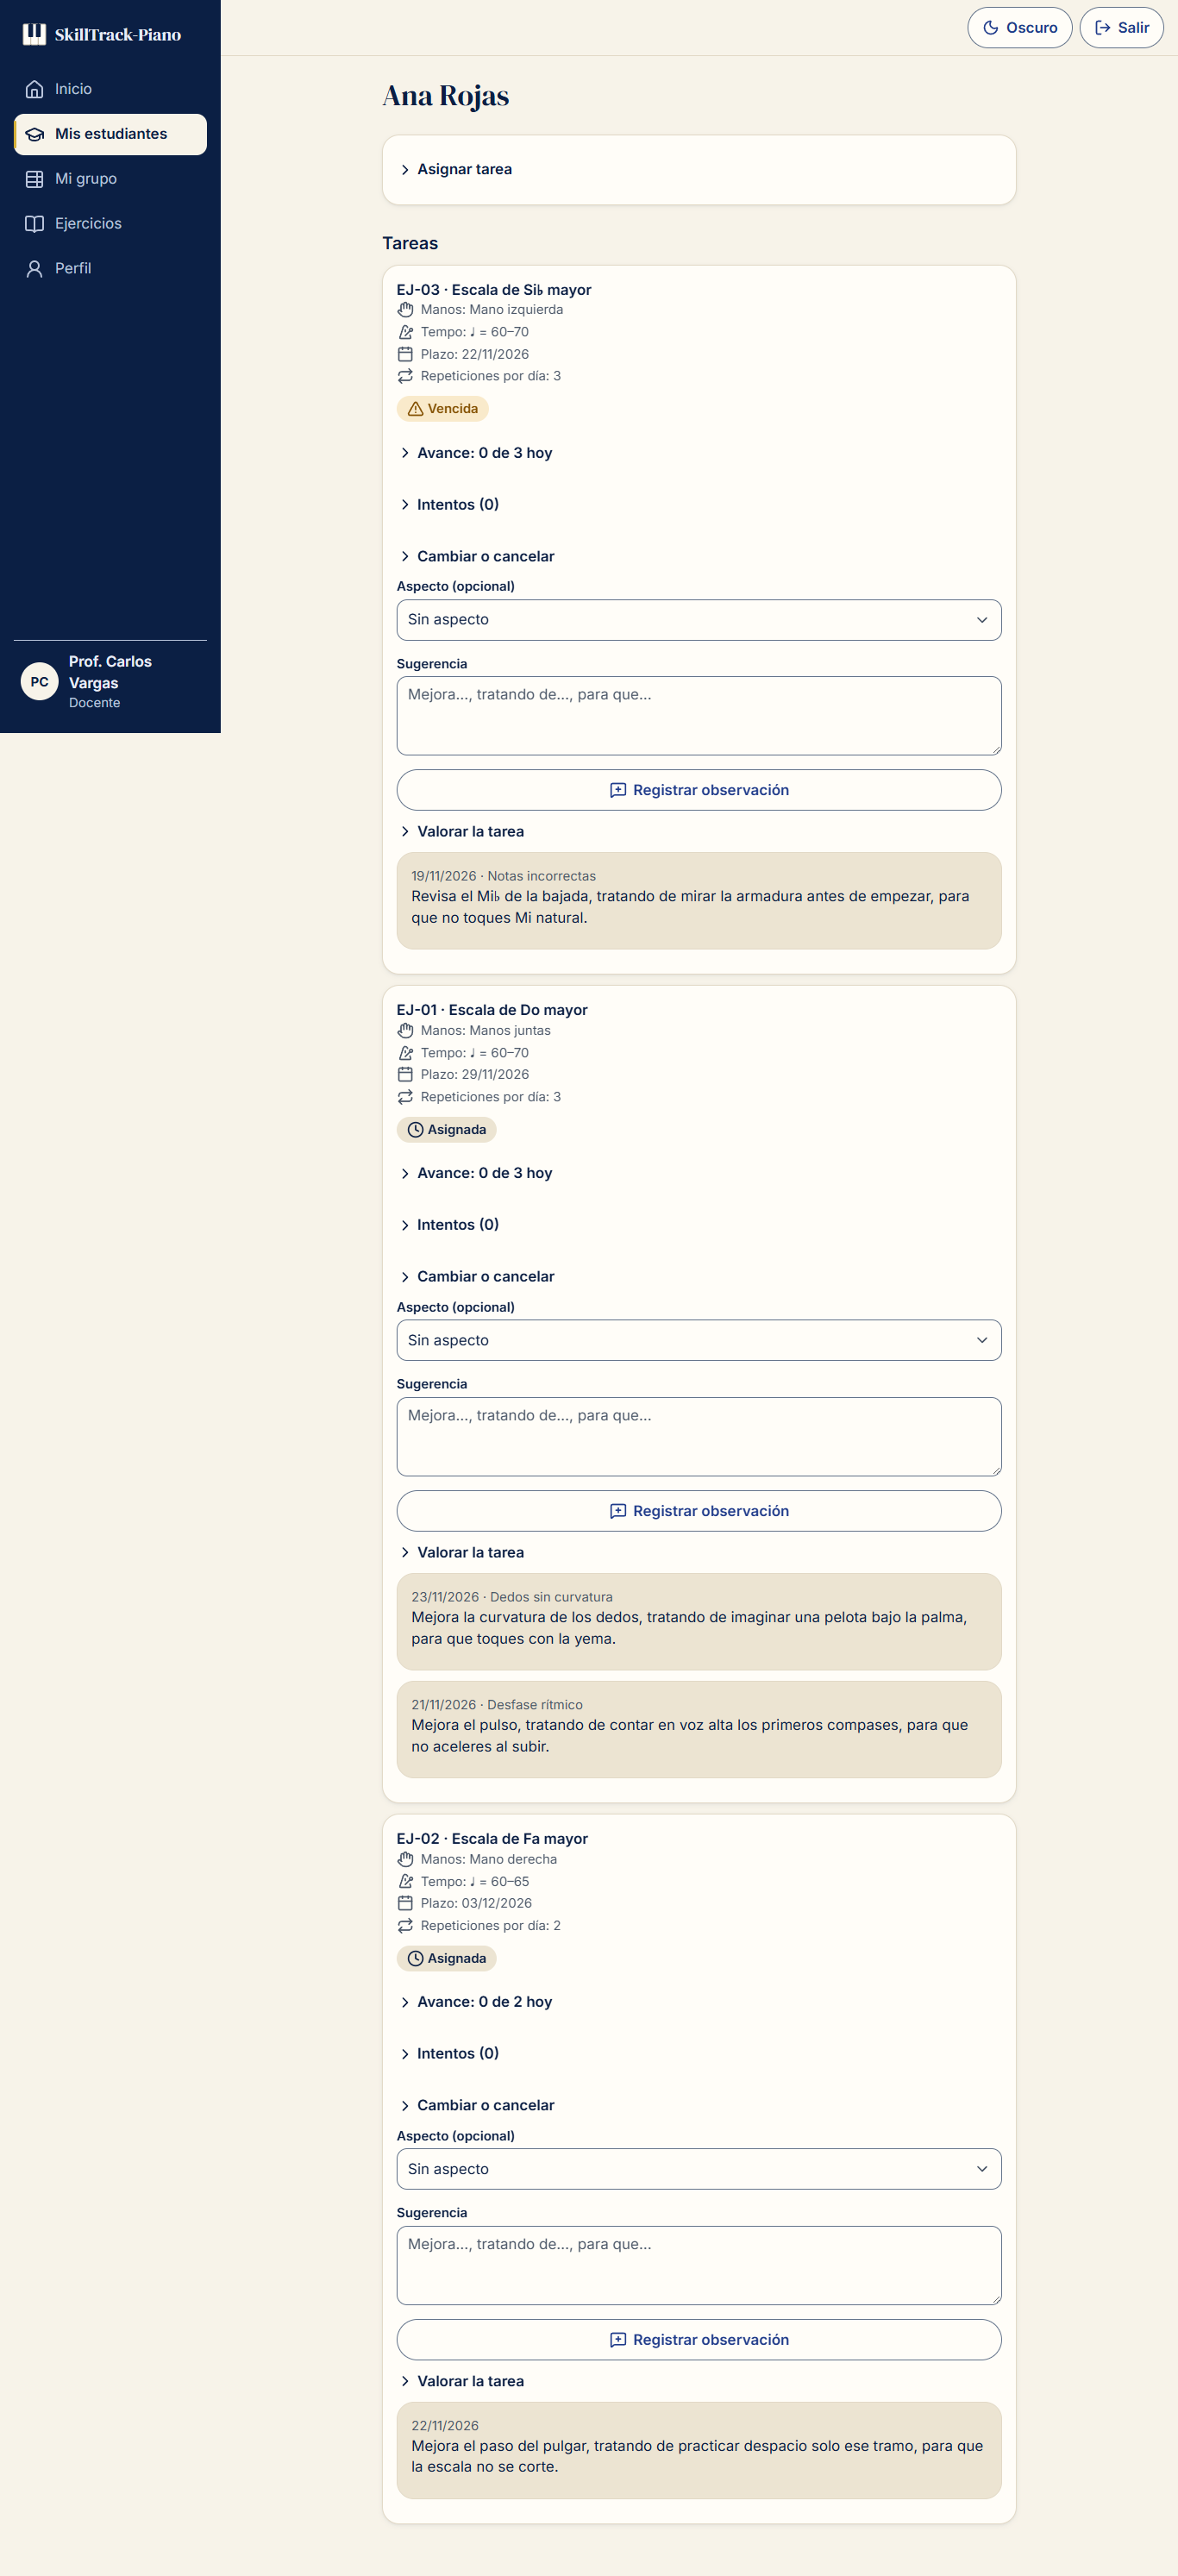 SkillTrack-Piano
Oscuro
Salir
Inicio
Mis estudiantes
Mi grupo
Ejercicios
Perfil
PC
Prof. Carlos
Vargas
Docente
Ana Rojas
Asignar tarea
Tareas
EJ-03 · Escala de Si♭ mayor
Manos: Mano izquierda
Tempo: ♩ = 60–70
Plazo: 22/11/2026
Repeticiones por día: 3
Vencida
Avance: 0 de 3 hoy
Intentos (0)
Cambiar o cancelar
Aspecto (opcional)
Sin aspecto
Sugerencia
Mejora…, tratando de…, para que…
Registrar observación
Valorar la tarea
19/11/2026 · Notas incorrectas
Revisa el Mi♭ de la bajada, tratando de mirar la armadura antes de empezar, para
que no toques Mi natural.
EJ-01 · Escala de Do mayor
Manos: Manos juntas
Tempo: ♩ = 60–70
Plazo: 29/11/2026
Repeticiones por día: 3
Asignada
Avance: 0 de 3 hoy
Intentos (0)
Cambiar o cancelar
Aspecto (opcional)
Sin aspecto
Sugerencia
Mejora…, tratando de…, para que…
Registrar observación
Valorar la tarea
23/11/2026 · Dedos sin curvatura
Mejora la curvatura de los dedos, tratando de imaginar una pelota bajo la palma,
para que toques con la yema.
21/11/2026 · Desfase rítmico
Mejora el pulso, tratando de contar en voz alta los primeros compases, para que
no aceleres al subir.
EJ-02 · Escala de Fa mayor
Manos: Mano derecha
Tempo: ♩ = 60–65
Plazo: 03/12/2026
Repeticiones por día: 2
Asignada
Avance: 0 de 2 hoy
Intentos (0)
Cambiar o cancelar
Aspecto (opcional)
Sin aspecto
Sugerencia
Mejora…, tratando de…, para que…
Registrar observación
Valorar la tarea
22/11/2026
Mejora el paso del pulgar, tratando de practicar despacio solo ese tramo, para que
la escala no se corte.